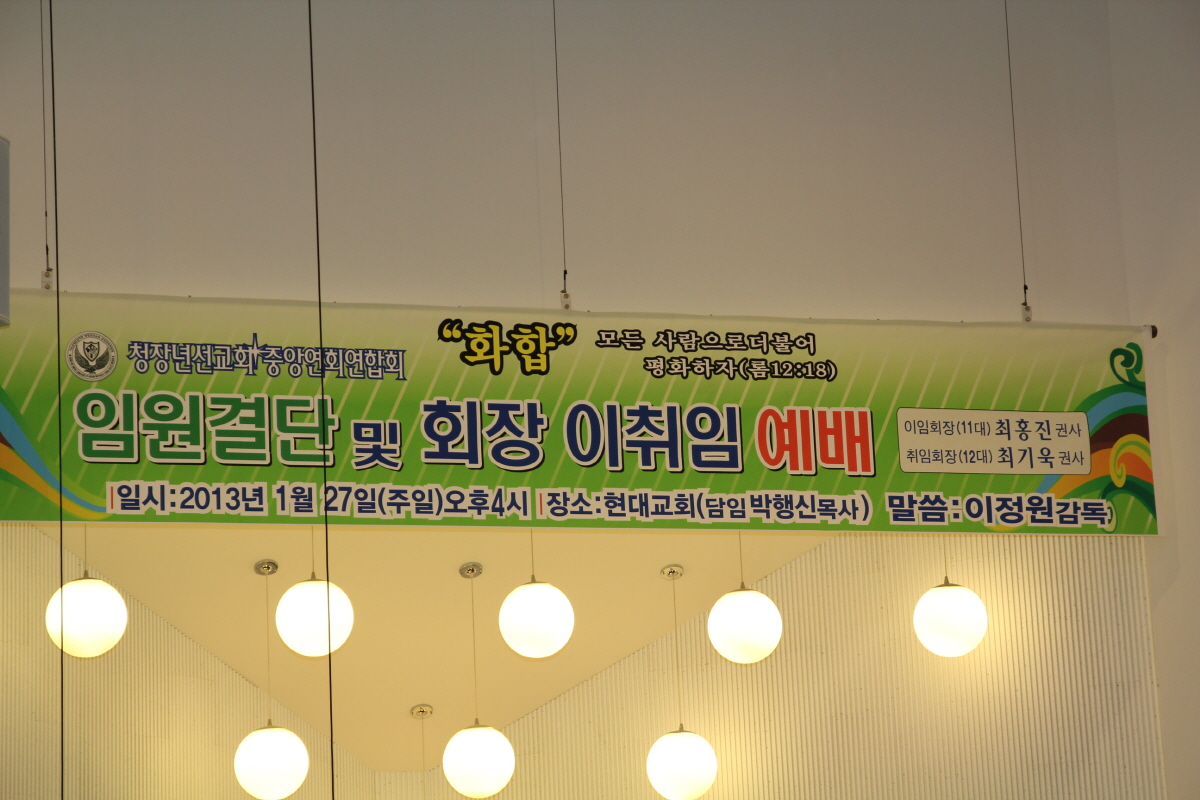 청장년선교회 중앙연회연합회
“화합” 모든 사람으로더불어
평화하자(롬12:18)
임원결단 및 회장 이취임 예배
이임회장(11대) 최홍진 권사
취임회장(12대) 최기욱 권사
일시:2013년 1월 27일(주일)오후4시 장소:현대교회(담임 박행신목사) 말씀:이정원감독